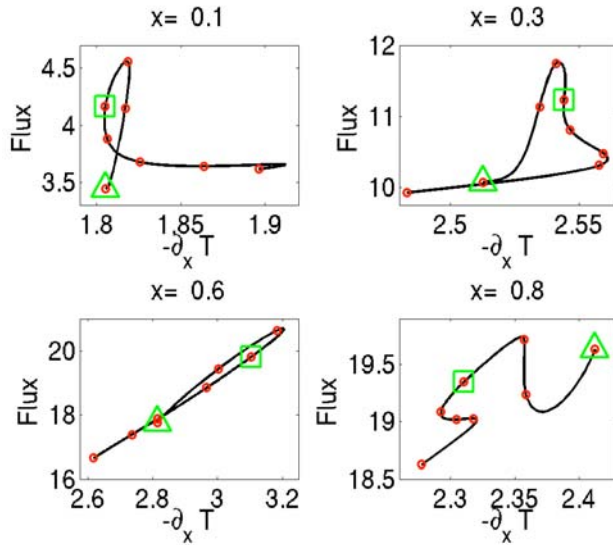 x= 0.1
x= 0.3
4.5
4
3.5
Flux
1.8
1.85
1.9
-∂x T
12
11
10
Flux
2.5
2.55
-∂x T
x= 0.6
x= 0.8
20
18
16
Flux
2.6
2.8
3
3.2
-∂x T
19.5
19
18.5
Flux
2.3
2.35
2.4
-∂x T